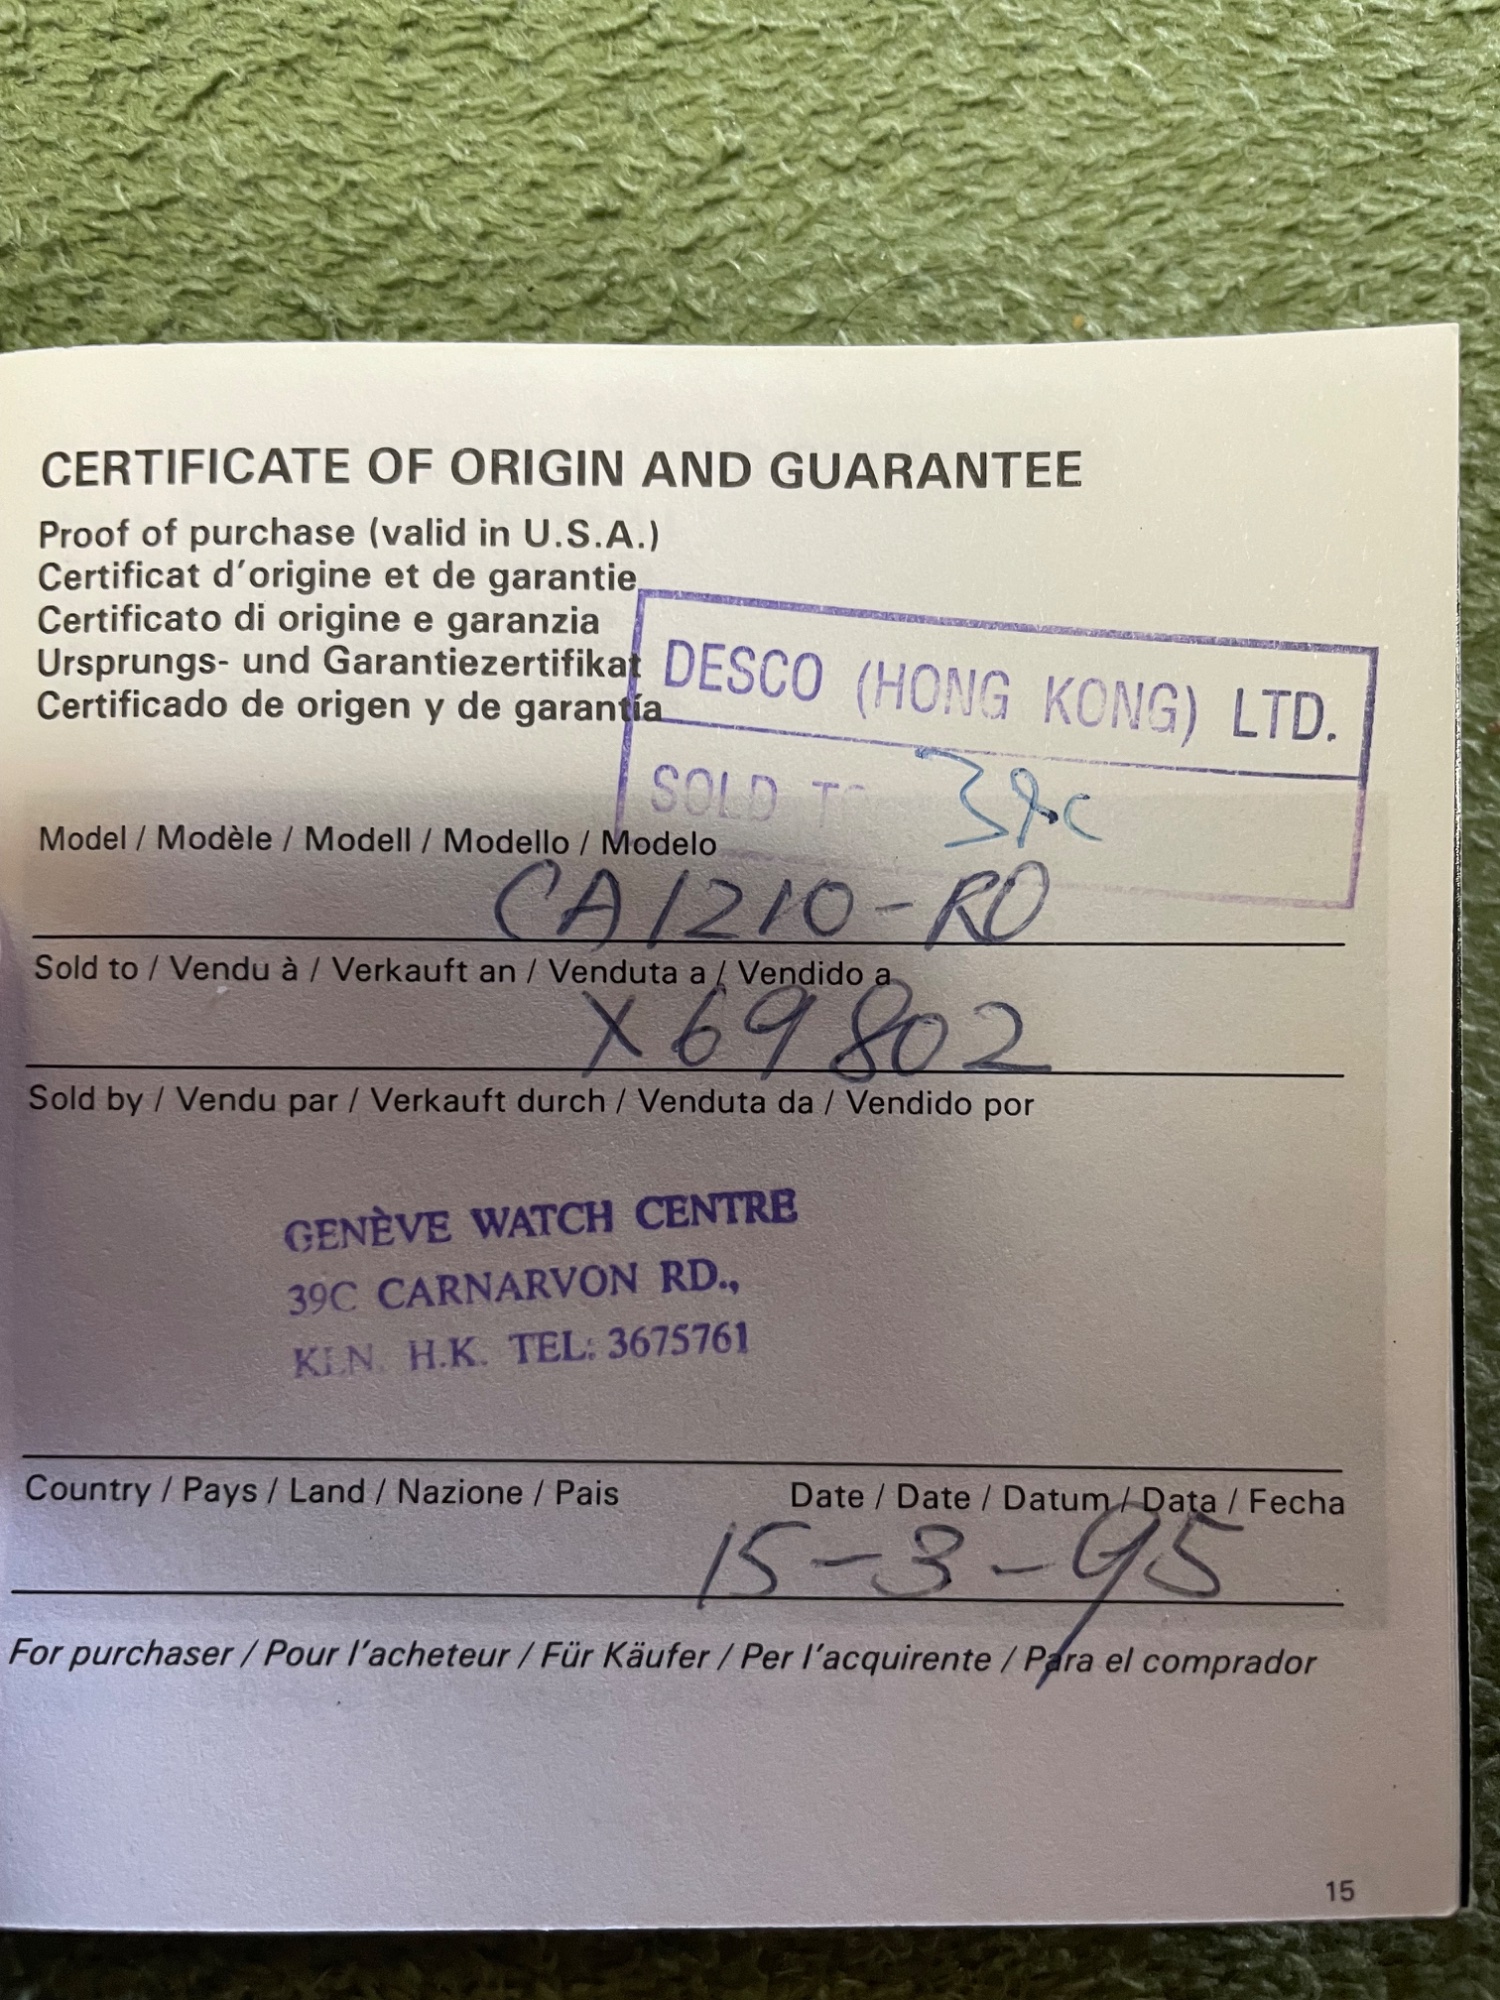 CERTIFICATE OF ORIGIN AND GUARANTEE
Proof of purchase (valid in U.S.A.)
Certificat d'origine et de garantie
Certificato di origine e garanzia
Ursprungs- und Garantiezertifikat
Certificado de origen y de garantía
DESCO (HONG KONG) LTD.
SOLD TO 39c
Model / Modèle / Modell / Modello / Modelo
CA1210-RO
Sold to / Vendu à / Verkauft an / Venduta a / Vendido a
X69802
Sold by / Vendu par / Verkauft durch / Venduta da / Vendido por
GENÈVE WATCH CENTRE
39C CARNARVON RD.,
KLN. H.K. TEL: 3675761
Country / Pays / Land / Nazione / Pais Date / Date / Datum / Data / Fecha
15-3-95
For purchaser / Pour l'acheteur / Für Käufer / Per l'acquirente / Para el comprador
15